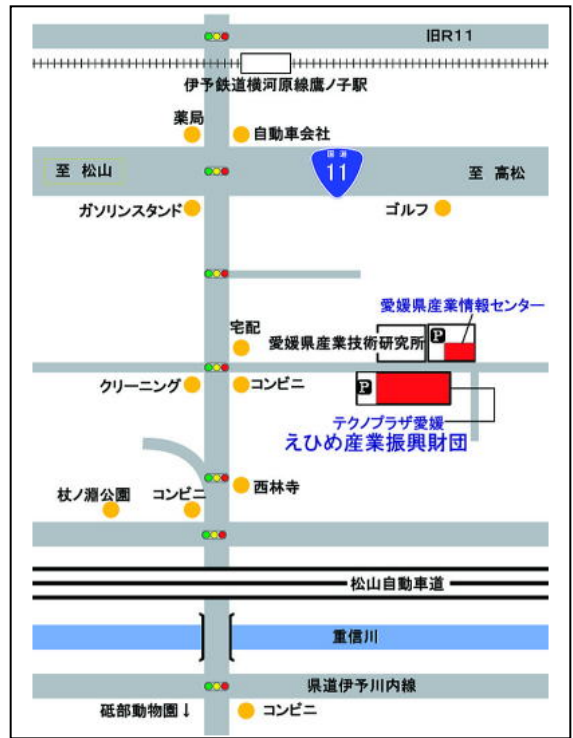 旧R11
伊予鉄道横河原線鷹ノ子駅
薬局
自動車会社
至 松山
国道
11
至 高松
ガソリンスタンド
ゴルフ
愛媛県産業情報センター
宅配
愛媛県産業技術研究所
P
クリーニング
コンビニ
P
テクノプラザ愛媛
えひめ産業振興財団
西林寺
杖ノ淵公園
コンビニ
松山自動車道
重信川
県道伊予川内線
砥部動物園↓
コンビニ